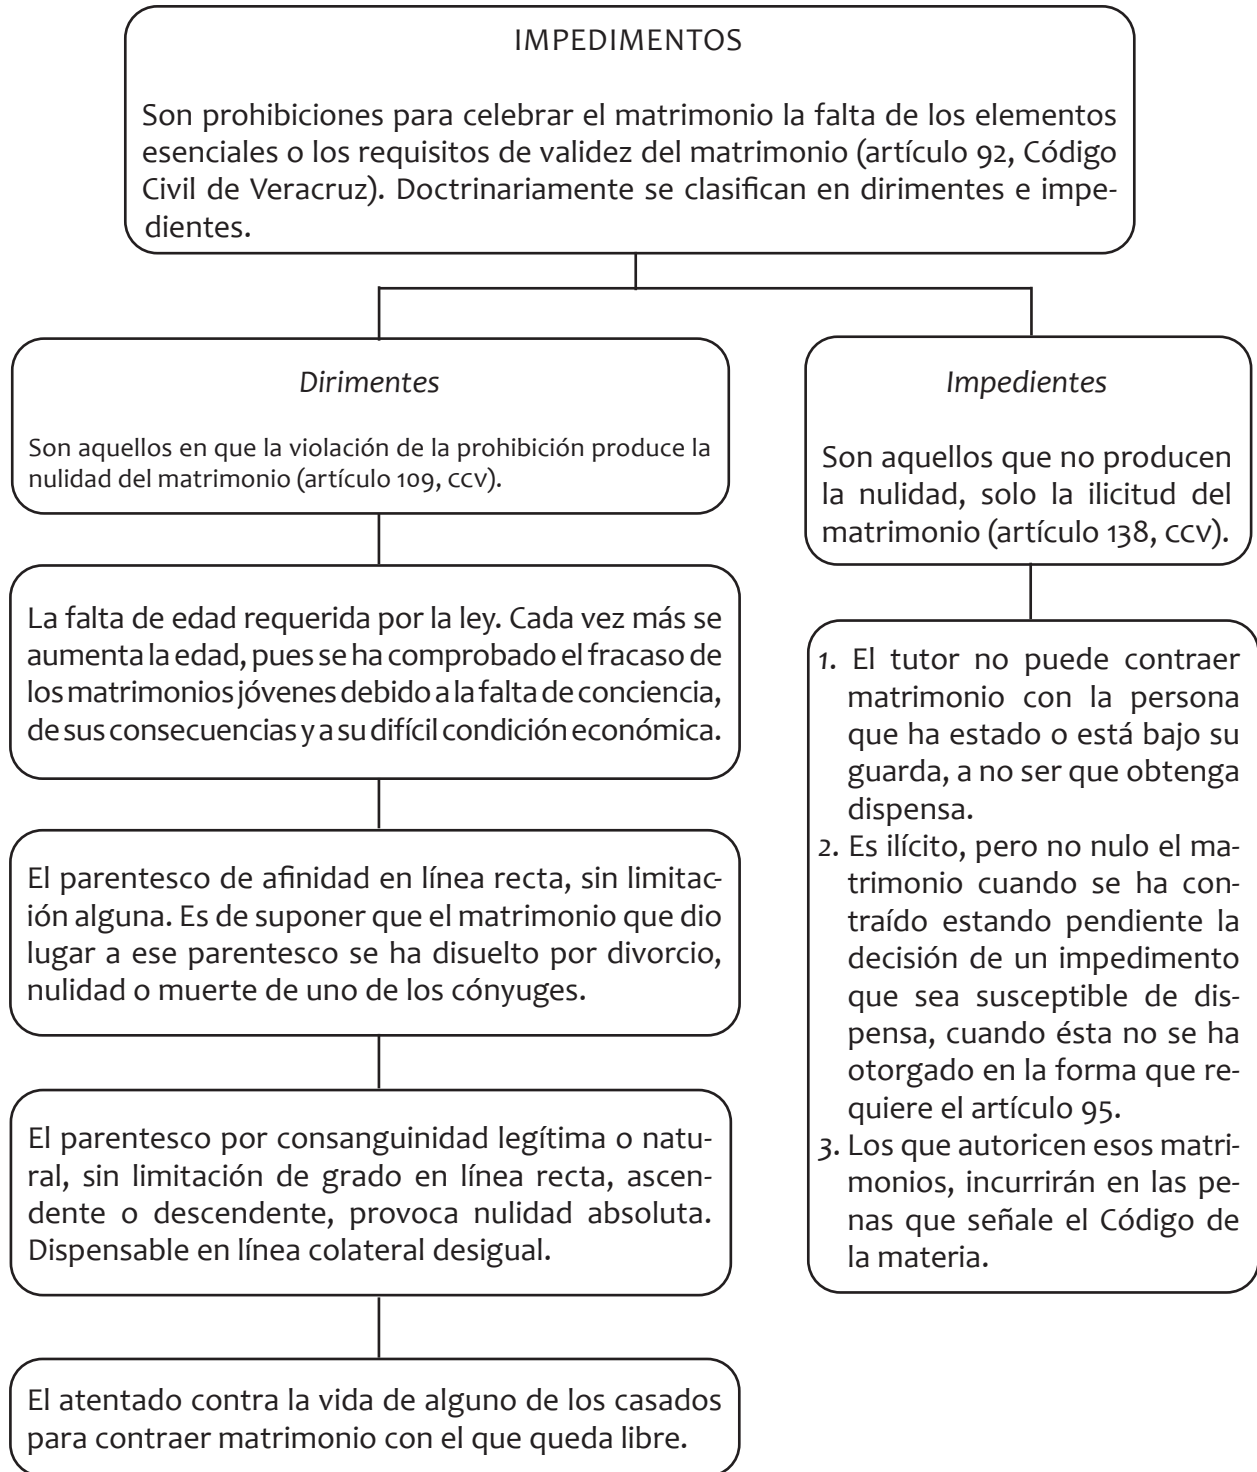 IMPEDIMENTOS
Son prohibiciones para celebrar el matrimonio la falta de los elementos
esenciales o los requisitos de validez del matrimonio (artículo 92, Código
Civil de Veracruz). Doctrinariamente se clasifican en dirimentes e impe-
dientes.
Dirimentes
Son aquellos en que la violación de la prohibición produce la
nulidad del matrimonio (artículo 109, CCV).
La falta de edad requerida por la ley. Cada vez más se
aumenta la edad, pues se ha comprobado el fracaso de
los matrimonios jóvenes debido a la falta de conciencia,
de sus consecuencias y a su difícil condición económica.
El parentesco de afinidad en línea recta, sin limitac-
ión alguna. Es de suponer que el matrimonio que dio
lugar a ese parentesco se ha disuelto por divorcio,
nulidad o muerte de uno de los cónyuges.
El parentesco por consanguinidad legítima o natu-
ral, sin limitación de grado en línea recta, ascen-
dente o descendente, provoca nulidad absoluta.
Dispensable en línea colateral desigual.
El atentado contra la vida de alguno de los casados
para contraer matrimonio con el que queda libre.
Impedientes
Son aquellos que no producen
la nulidad, solo la ilicitud del
matrimonio (artículo 138, CCV).
1. El tutor no puede contraer
matrimonio con la persona
que ha estado o está bajo su
guarda, a no ser que obtenga
dispensa.
2. Es ilícito, pero no nulo el ma-
trimonio cuando se ha con-
traído estando pendiente la
decisión de un impedimento
que sea susceptible de dis-
pensa, cuando ésta no se ha
otorgado en la forma que re-
quiere el artículo 95.
3. Los que autoricen esos matri-
monios, incurrirán en las pe-
nas que señale el Código de
la materia.